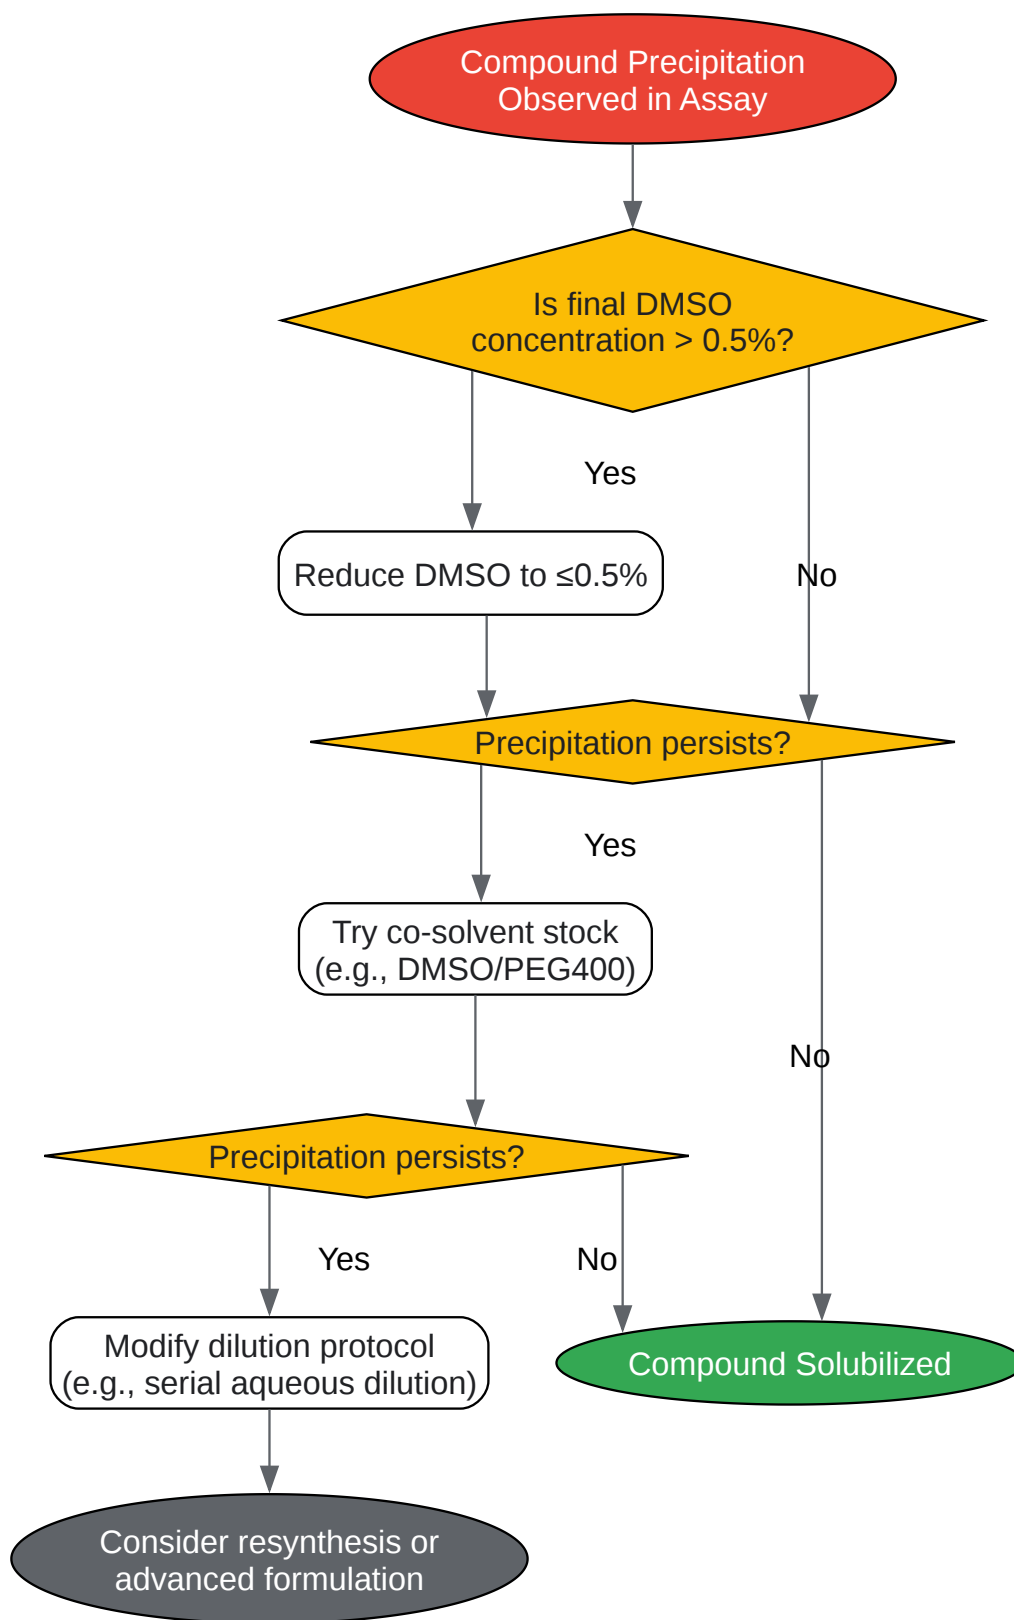 Compound Precipitation
Observed in Assay
Is final DMSO
concentration > 0.5%?
Yes
Reduce DMSO to ≤0.5%
No
Precipitation persists?
Yes
Try co-solvent stock
(e.g., DMSO/PEG400)
No
Precipitation persists?
Yes
No
Modify dilution protocol
(e.g., serial aqueous dilution)
Compound Solubilized
Consider resynthesis or
advanced formulation